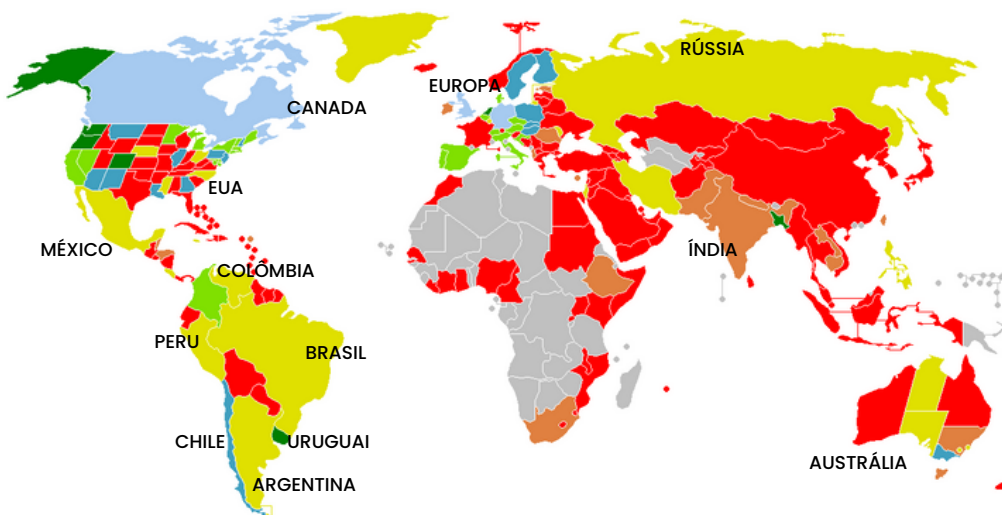 RÚSSIA
EUROPA
CANADA
EUA
MÉXICO
ÍNDIA
COLÔMBIA
PERU
BRASIL
CHILE
URUGUAI
AUSTRÁLIA
ARGENTINA